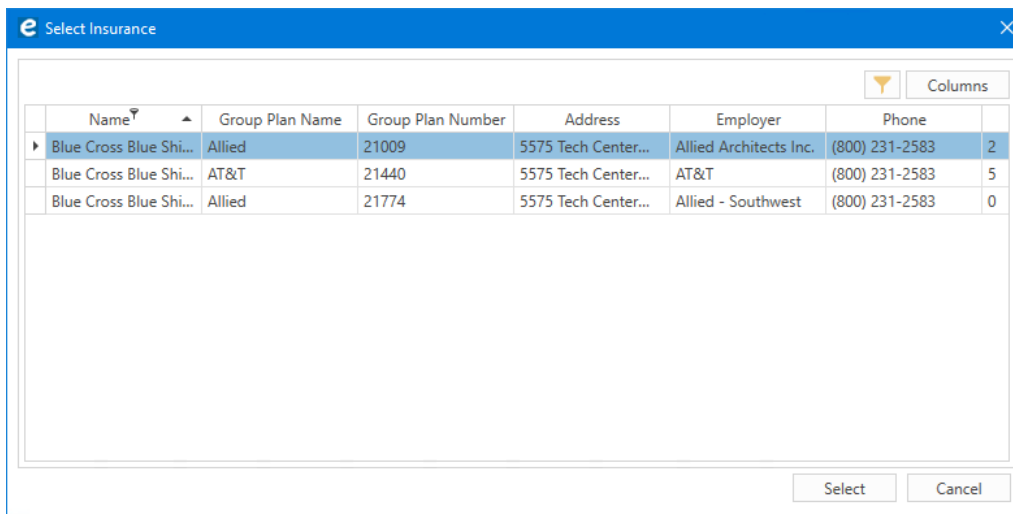 e Select Insurance
Columns
Name Group Plan Name Group Plan Number Address Employer Phone
Blue Cross Blue Shi... Allied 21009 5575 Tech Center... Allied Architects Inc. (800) 231-2583 2
Blue Cross Blue Shi... AT&T 21440 5575 Tech Center... AT&T (800) 231-2583 5
Blue Cross Blue Shi... Allied 21774 5575 Tech Center... Allied - Southwest (800) 231-2583 0
Select Cancel